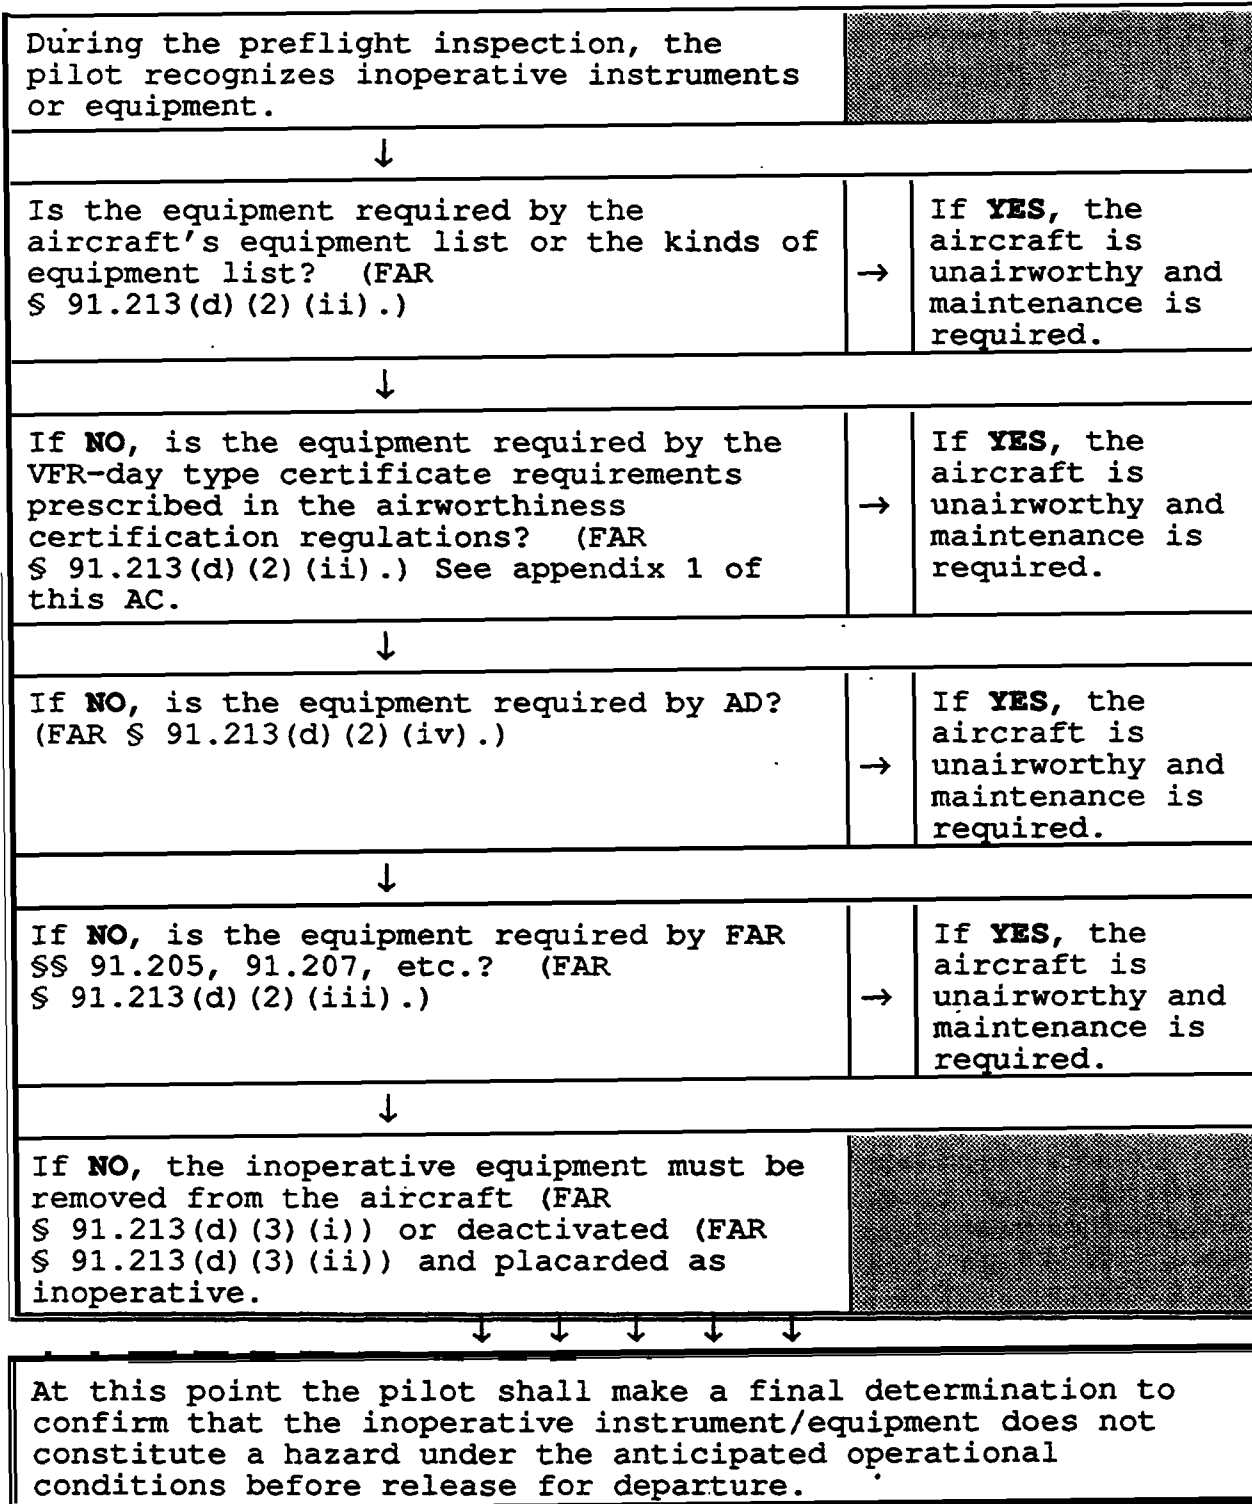 During the preflight inspection, the
pilot recognizes inoperative instruments
or equipment.
↓
Is the equipment required by the
aircraft's equipment list or the kinds of
equipment list? (FAR
§ 91.213(d)(2)(ii).)
→
If YES, the
aircraft is
unairworthy and
maintenance is
required.
↓
If NO, is the equipment required by the
VFR-day type certificate requirements
prescribed in the airworthiness
certification regulations? (FAR
§ 91.213(d)(2)(ii).) See appendix 1 of
this AC.
→
If YES, the
aircraft is
unairworthy and
maintenance is
required.
↓
If NO, is the equipment required by AD?
(FAR § 91.213(d)(2)(iv).)
→
If YES, the
aircraft is
unairworthy and
maintenance is
required.
↓
If NO, is the equipment required by FAR
§§ 91.205, 91.207, etc.? (FAR
§ 91.213(d)(2)(iii).)
→
If YES, the
aircraft is
unairworthy and
maintenance is
required.
↓
If NO, the inoperative equipment must be
removed from the aircraft (FAR
§ 91.213(d)(3)(i)) or deactivated (FAR
§ 91.213(d)(3)(ii)) and placarded as
inoperative.
↓ ↓ ↓ ↓ ↓
At this point the pilot shall make a final determination to
confirm that the inoperative instrument/equipment does not
constitute a hazard under the anticipated operational
conditions before release for departure.